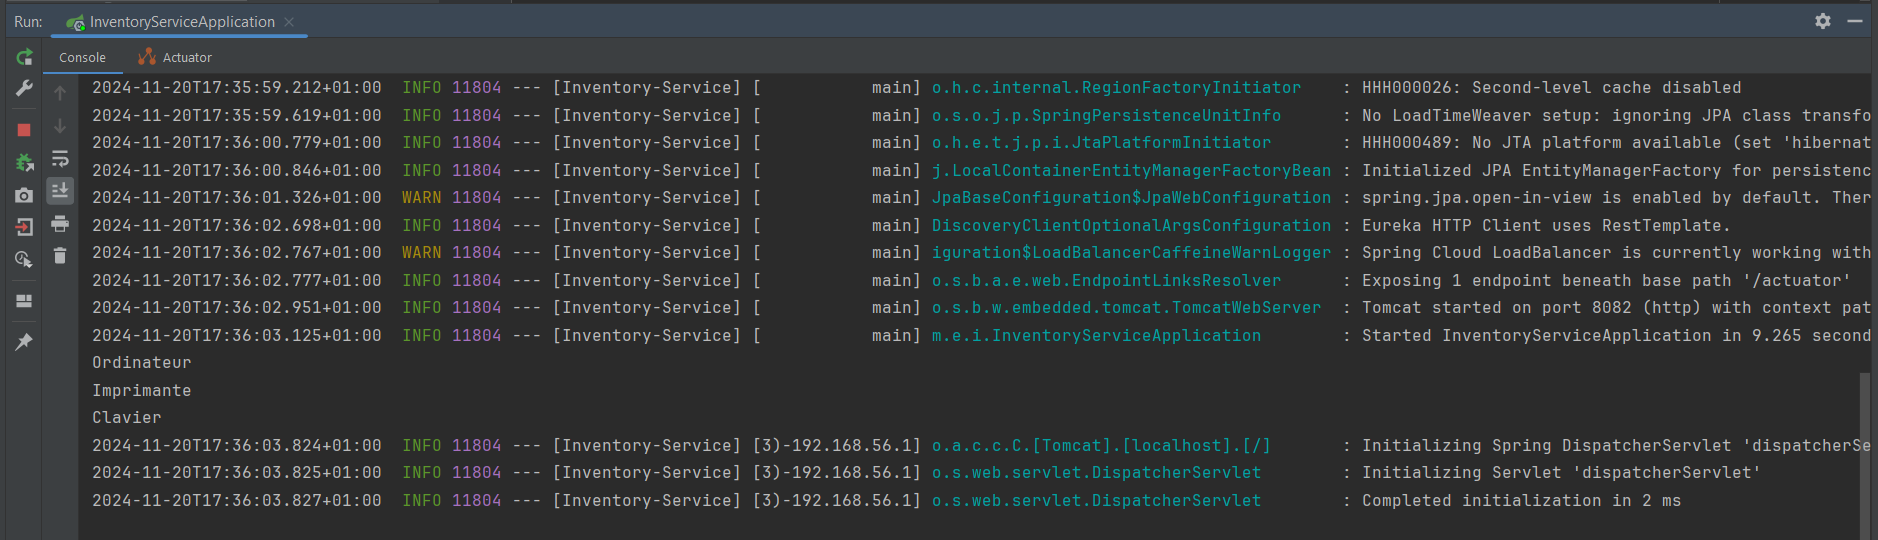 Run: InventoryServiceApplication
Console Actuator
2024-11-20T17:35:59.212+01:00 INFO 11804 --- [Inventory-Service] [ main] o.h.c.internal.RegionFactoryInitiator : HHH000026: Second-level cache disabled
2024-11-20T17:35:59.619+01:00 INFO 11804 --- [Inventory-Service] [ main] o.s.o.j.p.SpringPersistenceUnitInfo : No LoadTimeWeaver setup: ignoring JPA class transfo
2024-11-20T17:36:00.779+01:00 INFO 11804 --- [Inventory-Service] [ main] o.h.e.t.j.p.i.JtaPlatformInitiator : HHH000489: No JTA platform available (set 'hibernat
2024-11-20T17:36:00.846+01:00 INFO 11804 --- [Inventory-Service] [ main] j.LocalContainerEntityManagerFactoryBean : Initialized JPA EntityManagerFactory for persistenc
2024-11-20T17:36:01.326+01:00 WARN 11804 --- [Inventory-Service] [ main] JpaBaseConfiguration$JpaWebConfiguration : spring.jpa.open-in-view is enabled by default. Ther
2024-11-20T17:36:02.698+01:00 INFO 11804 --- [Inventory-Service] [ main] DiscoveryClientOptionalArgsConfiguration : Eureka HTTP Client uses RestTemplate.
2024-11-20T17:36:02.767+01:00 WARN 11804 --- [Inventory-Service] [ main] iguration$LoadBalancerCaffeineWarnLogger : Spring Cloud LoadBalancer is currently working with
2024-11-20T17:36:02.777+01:00 INFO 11804 --- [Inventory-Service] [ main] o.s.b.a.e.web.EndpointLinksResolver : Exposing 1 endpoint beneath base path '/actuator'
2024-11-20T17:36:02.951+01:00 INFO 11804 --- [Inventory-Service] [ main] o.s.b.w.embedded.tomcat.TomcatWebServer : Tomcat started on port 8082 (http) with context pat
2024-11-20T17:36:03.125+01:00 INFO 11804 --- [Inventory-Service] [ main] m.e.i.InventoryServiceApplication : Started InventoryServiceApplication in 9.265 second
Ordinateur
Imprimante
Clavier
2024-11-20T17:36:03.824+01:00 INFO 11804 --- [Inventory-Service] [3)-192.168.56.1] o.a.c.c.C.[Tomcat].[localhost].[/] : Initializing Spring DispatcherServlet 'dispatcherSe
2024-11-20T17:36:03.825+01:00 INFO 11804 --- [Inventory-Service] [3)-192.168.56.1] o.s.web.servlet.DispatcherServlet : Initializing Servlet 'dispatcherServlet'
2024-11-20T17:36:03.827+01:00 INFO 11804 --- [Inventory-Service] [3)-192.168.56.1] o.s.web.servlet.DispatcherServlet : Completed initialization in 2 ms